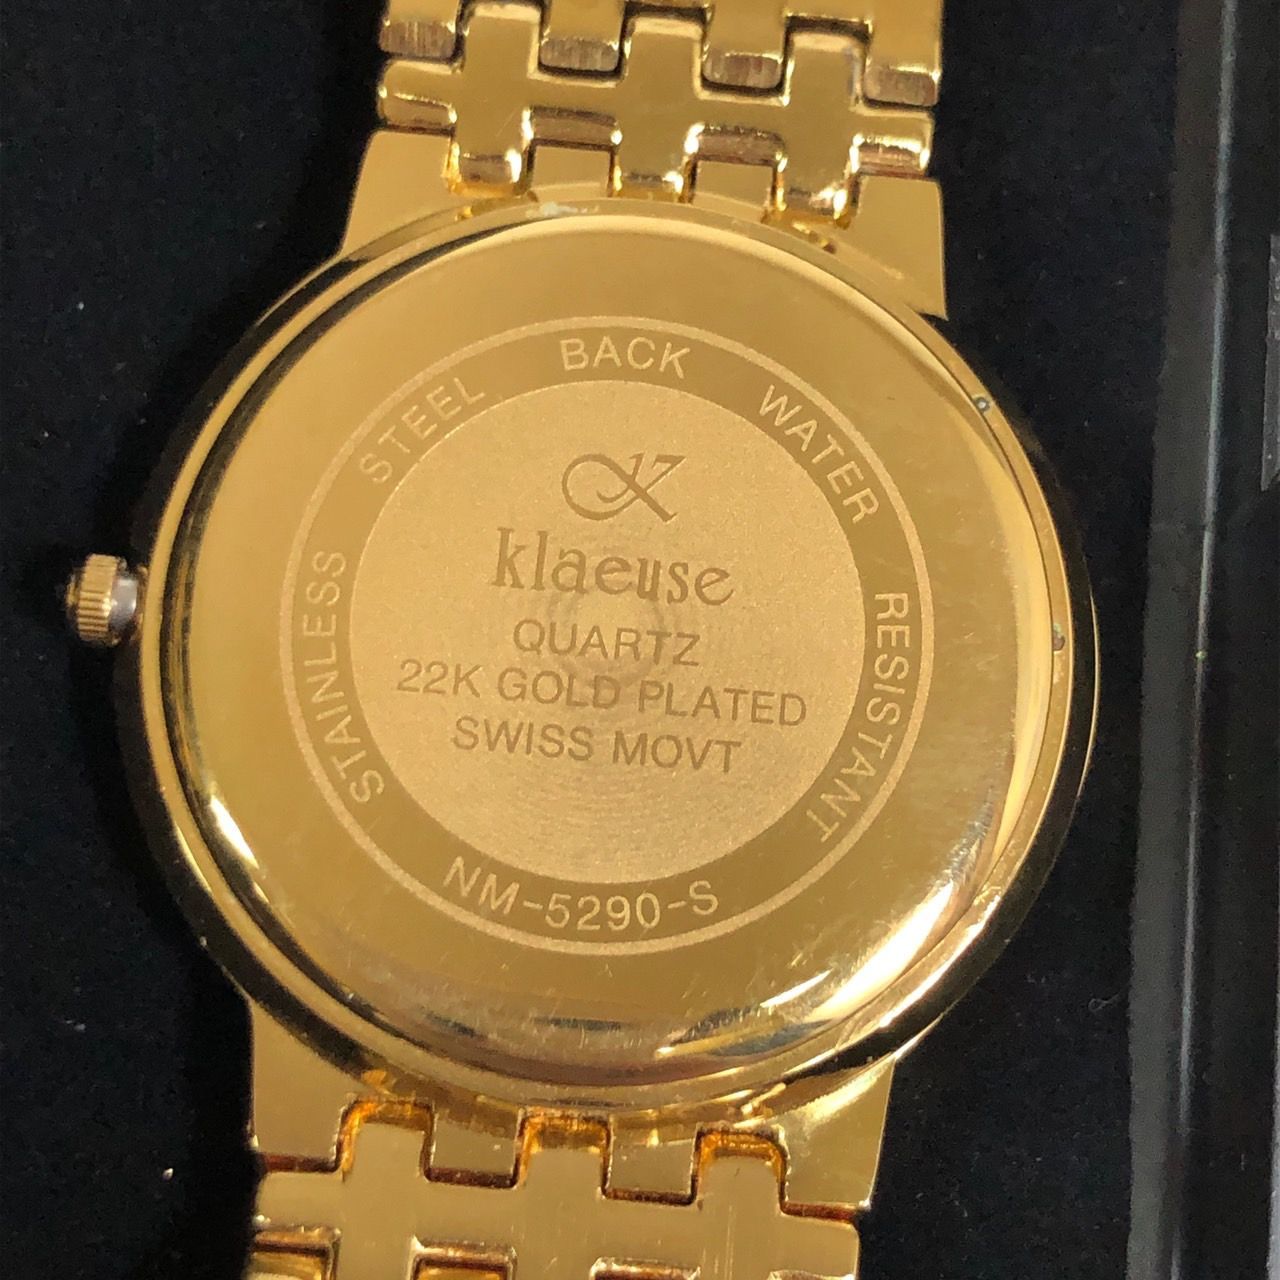 STAINLESS STEEL BACK WATER RESISTANT
klaeuse
QUARTZ
22K GOLD PLATED
SWISS MOVT
NM-5290-S